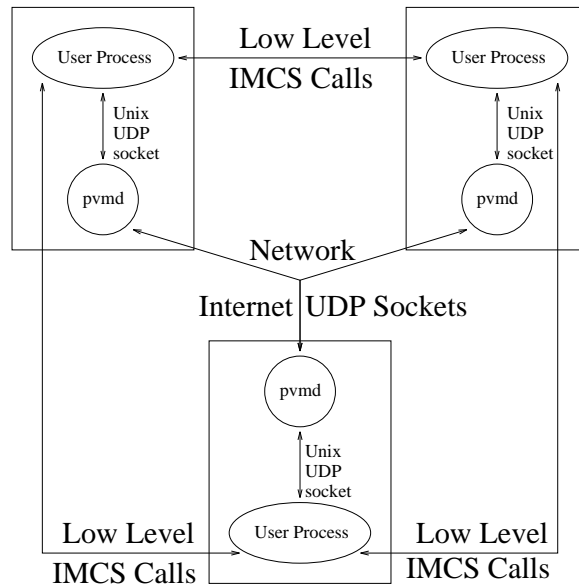 User Process
Low Level
IMCS Calls
User Process
Unix
UDP
socket
Unix
UDP
socket
pvmd
pvmd
Network
Internet UDP Sockets
pvmd
Unix
UDP
socket
User Process
Low Level
IMCS Calls
Low Level
IMCS Calls